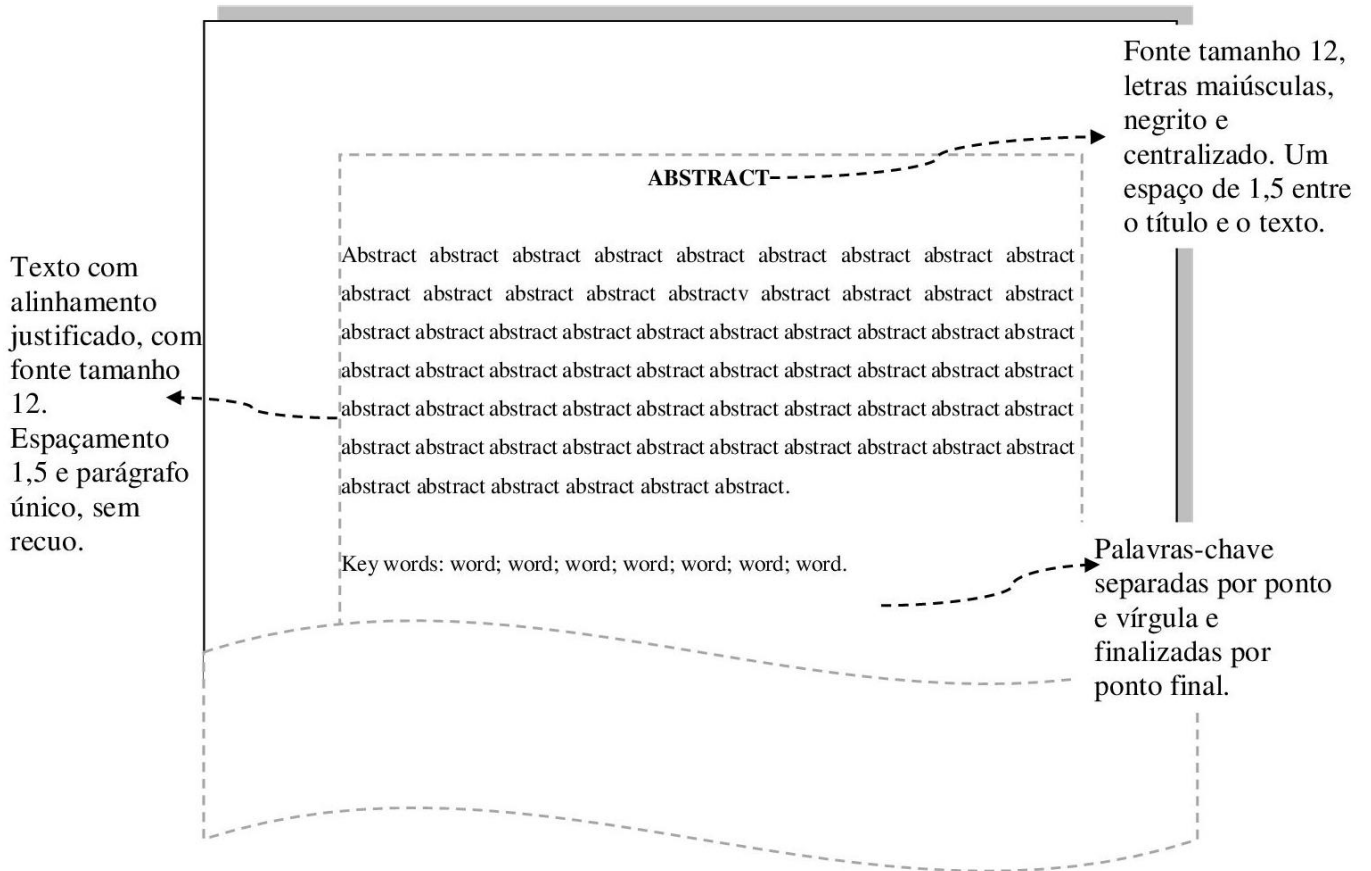 Fonte tamanho 12,
letras maiúsculas,
negrito e
centralizado. Um
espaço de 1,5 entre
o título e o texto.
ABSTRACT
Abstract abstract abstract abstract abstract abstract abstract abstract abstract
abstract abstract abstract abstract abstractv abstract abstract abstract abstract
abstract abstract abstract abstract abstract abstract abstract abstract abstract abstract
abstract abstract abstract abstract abstract abstract abstract abstract abstract abstract
abstract abstract abstract abstract abstract abstract abstract abstract abstract abstract
abstract abstract abstract abstract abstract abstract abstract abstract abstract abstract
abstract abstract abstract abstract abstract abstract.
Key words: word; word; word; word; word; word; word.
Texto com
alinhamento
justificado, com
fonte tamanho
12.
Espaçamento
1,5 e parágrafo
único, sem
recuo.
Palavras-chave
separadas por ponto
e vírgula e
finalizadas por
ponto final.